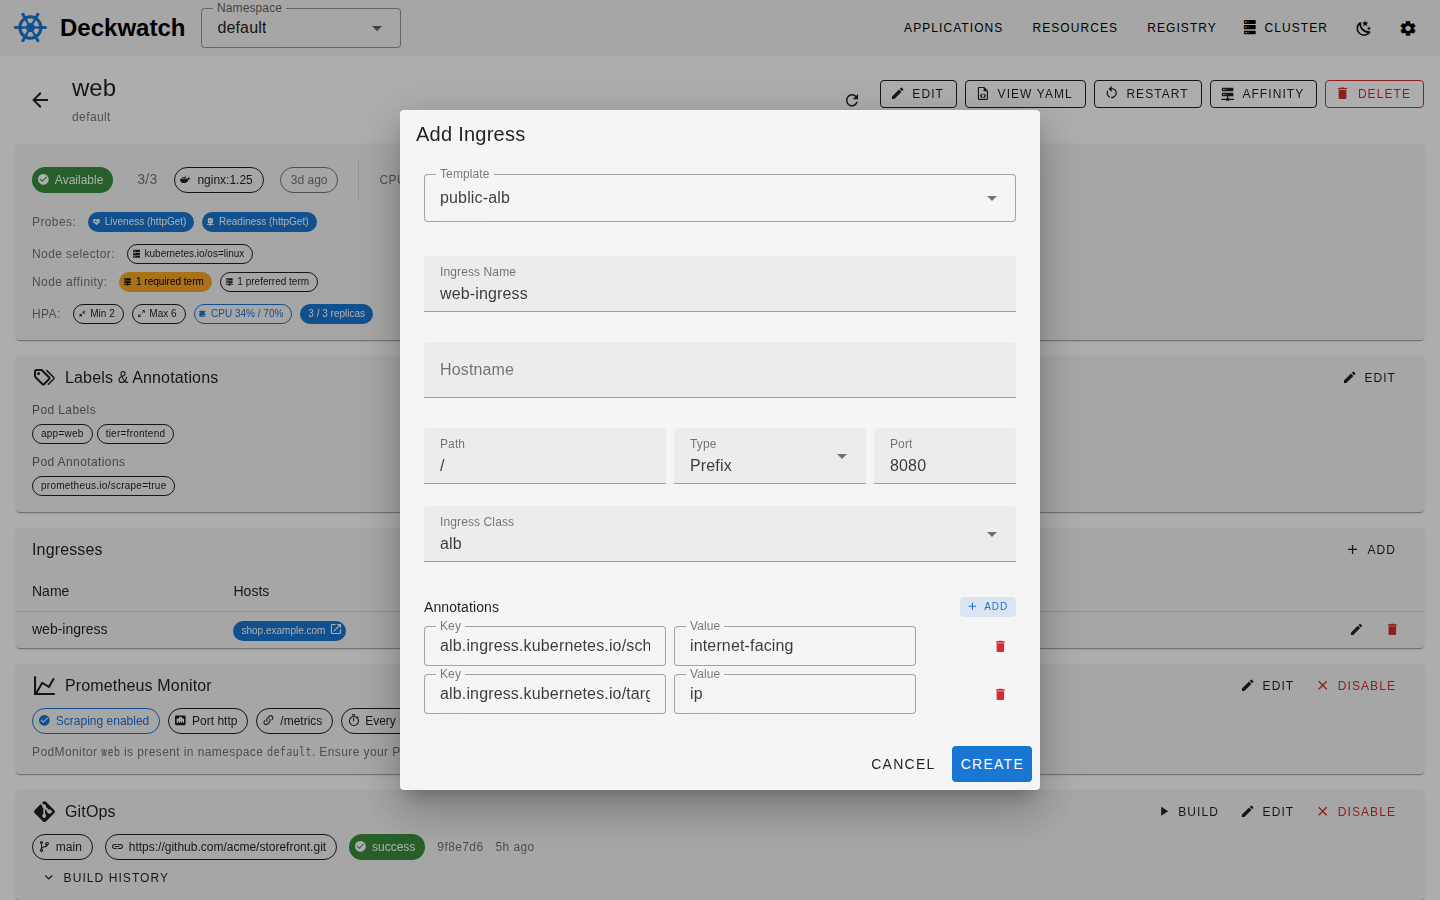 Deckwatch
Namespace
default
APPLICATIONS
RESOURCES
REGISTRY
CLUSTER
web
default
EDIT
VIEW YAML
RESTART
AFFINITY
DELETE
Available
3/3
nginx:1.25
3d ago
CPU
Probes:
Liveness (httpGet)
Readiness (httpGet)
Node selector:
kubernetes.io/os=linux
Node affinity:
1 required term
1 preferred term
HPA:
Min 2
Max 6
CPU 34% / 70%
3 / 3 replicas
Labels & Annotations
EDIT
Pod Labels
app=web
tier=frontend
Pod Annotations
prometheus.io/scrape=true
Ingresses
ADD
Name
Hosts
web-ingress
shop.example.com
Prometheus Monitor
EDIT
DISABLE
Scraping enabled
Port http
/metrics
Every
PodMonitor web is present in namespace default. Ensure your P
GitOps
BUILD
EDIT
DISABLE
main
https://github.com/acme/storefront.git
success
9f8e7d6
5h ago
BUILD HISTORY
Add Ingress
Template
public-alb
Ingress Name
web-ingress
Hostname
Path
/
Type
Prefix
Port
8080
Ingress Class
alb
Annotations
ADD
Key
alb.ingress.kubernetes.io/sch
Value
internet-facing
Key
alb.ingress.kubernetes.io/targ
Value
ip
CANCEL
CREATE